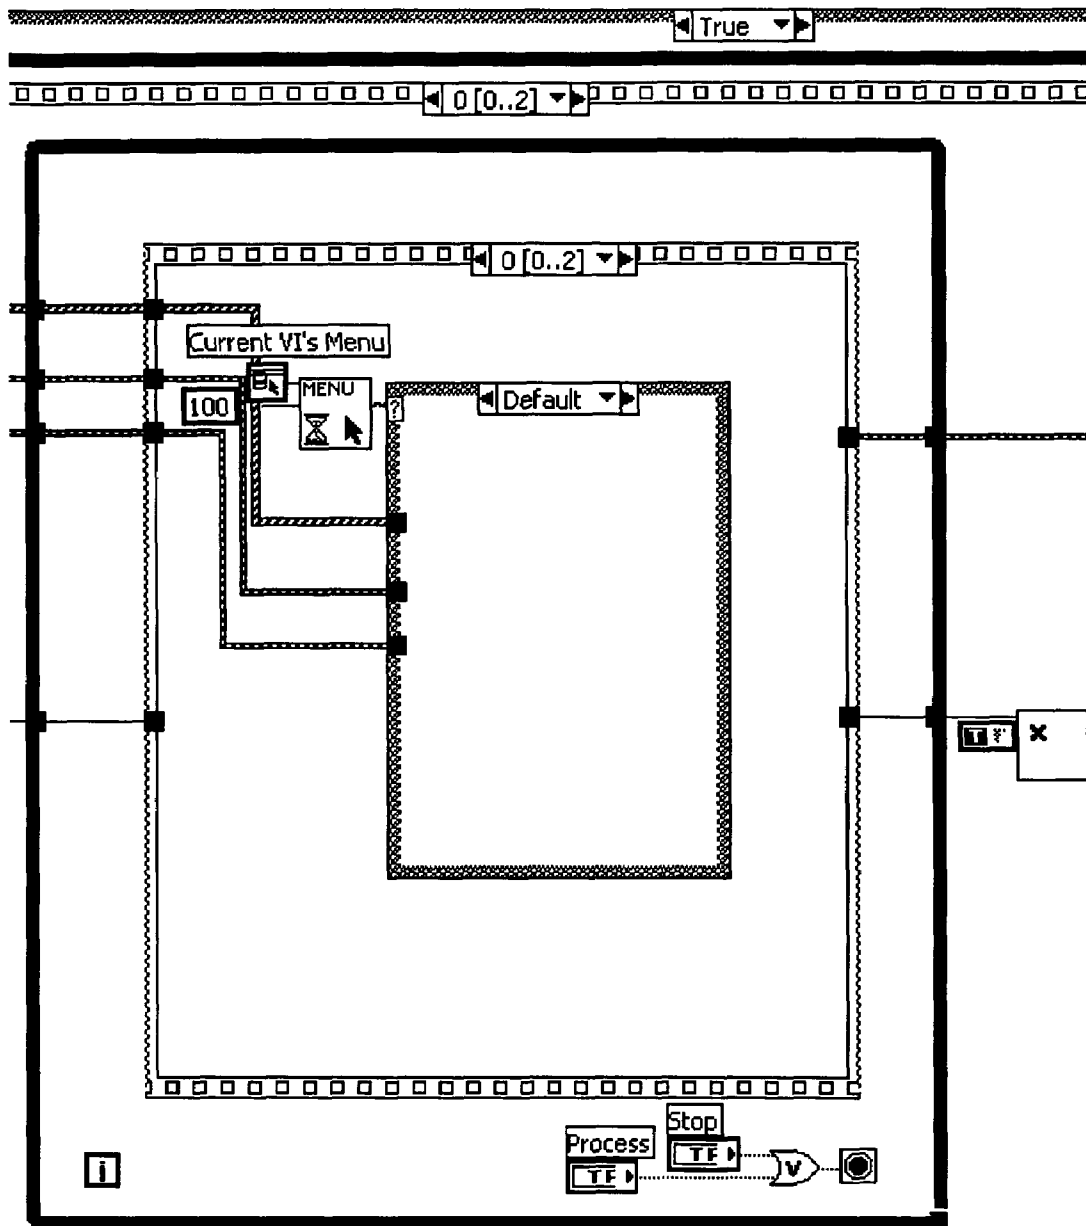 True
0 [0..2]
0 [0..2]
Current VI's Menu
MENU
100
?
Default
T
x
Stop
TF
Process
TF
V
i